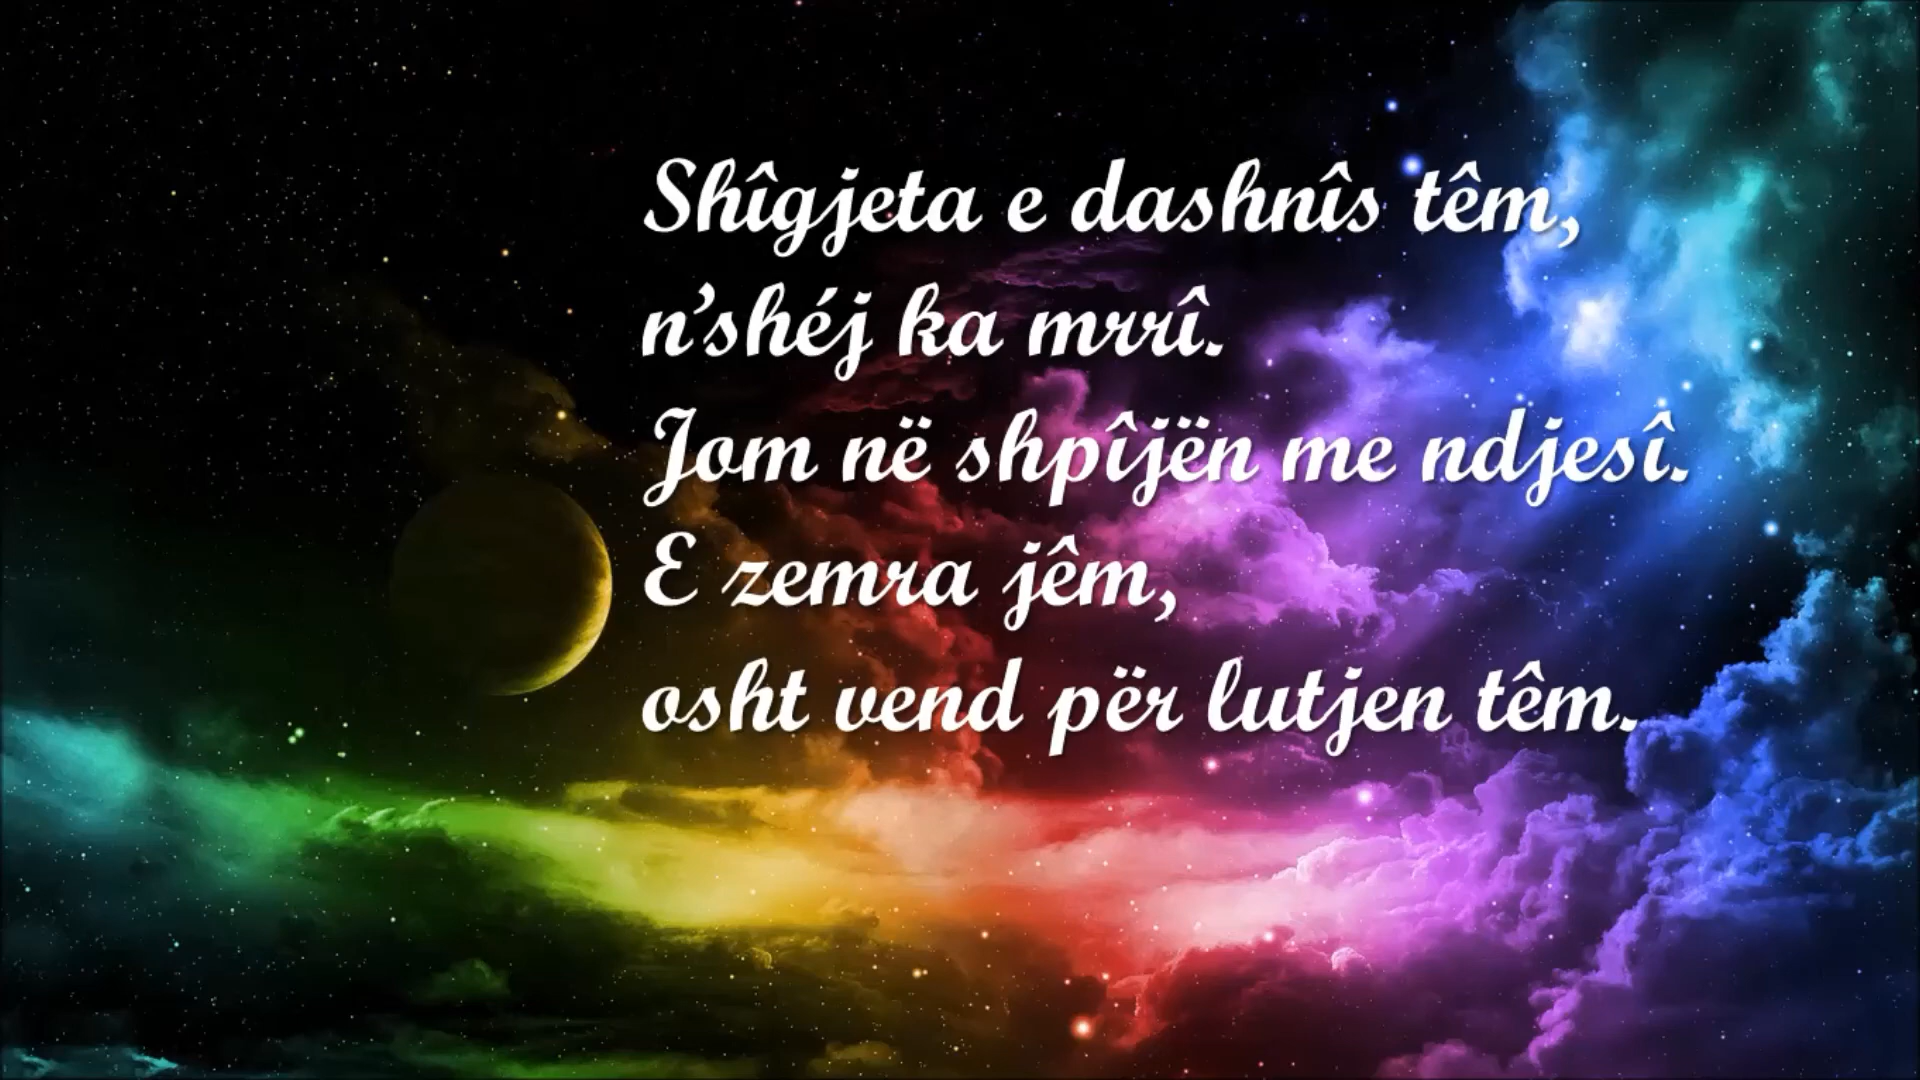 Shîgjeta e dashnîs têm,
n’shéj ka mrrî.
Jom në shpîjën me ndjesî.
E zemra jêm,
osht vend për lutjen têm.